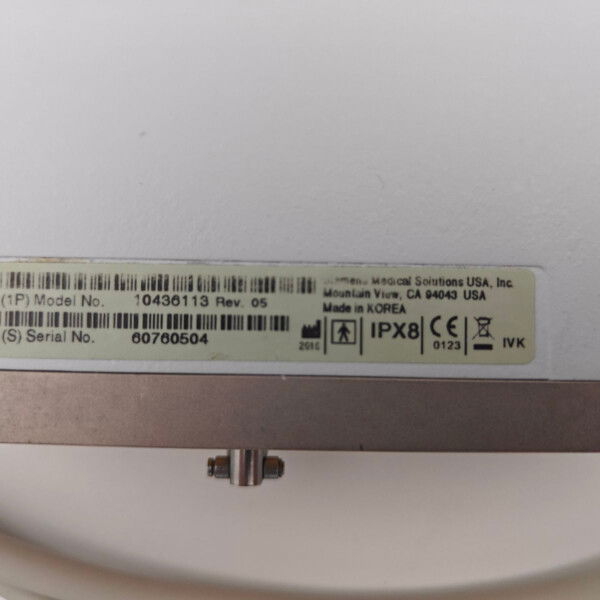 (1P) Model No. 10436113 Rev. 05
(S) Serial No. 60760504
Siemens Medical Solutions USA, Inc.
Mountain View, CA 94043 USA
Made in KOREA
IPX8 CE
0123
IVK